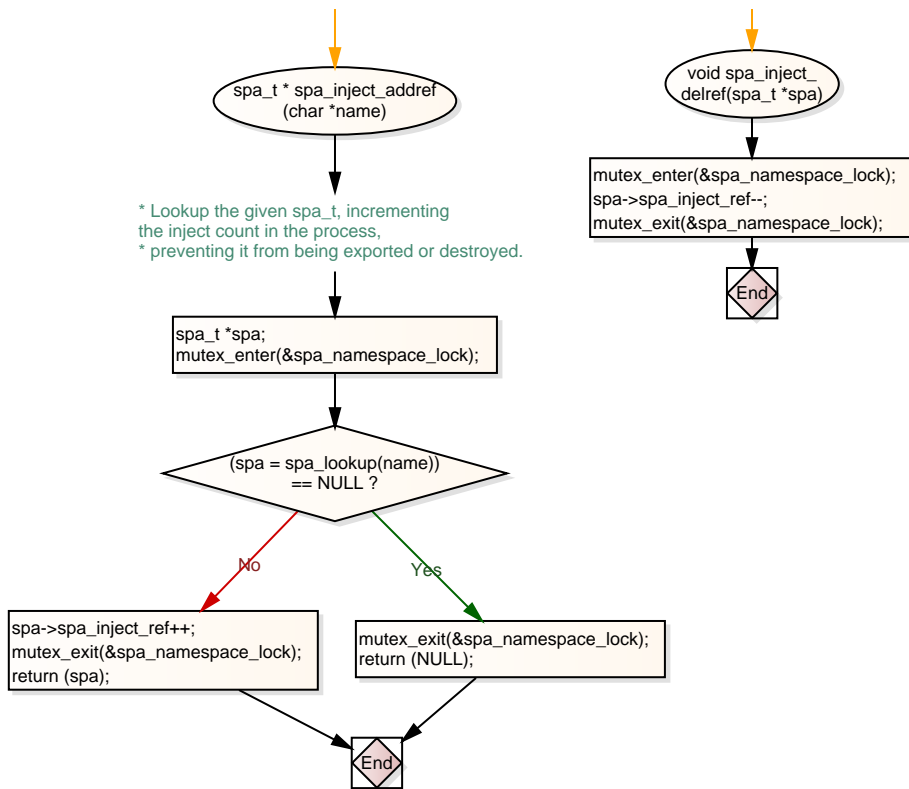 spa_t * spa_inject_addref
(char *name)
* Lookup the given spa_t, incrementing
the inject count in the process,
* preventing it from being exported or destroyed.
spa_t *spa;
mutex_enter(&spa_namespace_lock);
(spa = spa_lookup(name))
== NULL ?
No
Yes
spa->spa_inject_ref++;
mutex_exit(&spa_namespace_lock);
return (spa);
mutex_exit(&spa_namespace_lock);
return (NULL);
End
void spa_inject_
delref(spa_t *spa)
mutex_enter(&spa_namespace_lock);
spa->spa_inject_ref--;
mutex_exit(&spa_namespace_lock);
End